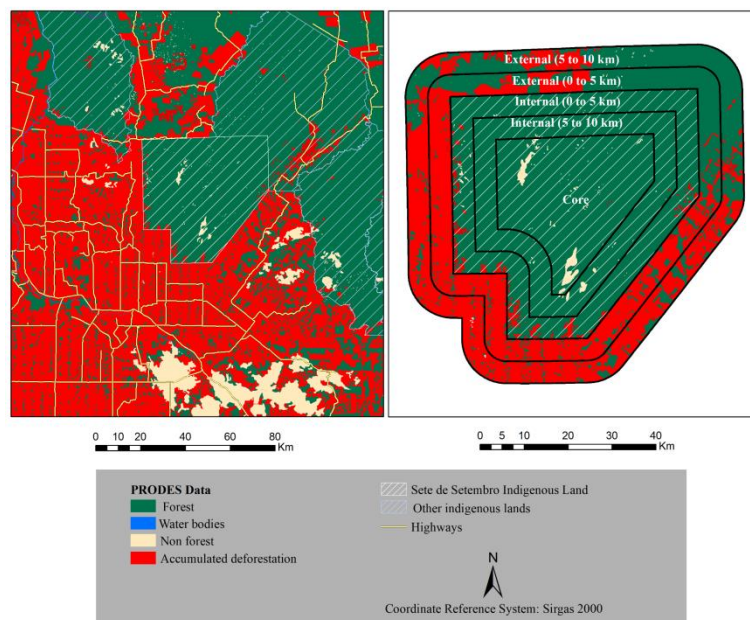 External (5 to 10 km)
External (0 to 5 km)
Internal (0 to 5 km)
Internal (5 to 10 km)
Core
0 10 20 40 60 80
Km
0 5 10 20 30 40
Km
PRODES Data
Forest
Water bodies
Non forest
Accumulated deforestation
Sete de Setembro Indigenous Land
Other indigenous lands
Highways
N
Coordinate Reference System: Sirgas 2000